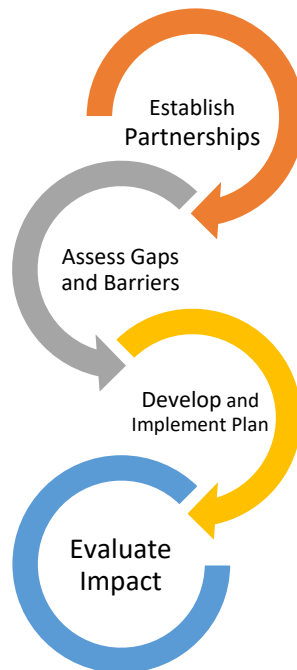 Establish
Partnerships
Assess Gaps
and Barriers
Develop and
Implement Plan
Evaluate
Impact